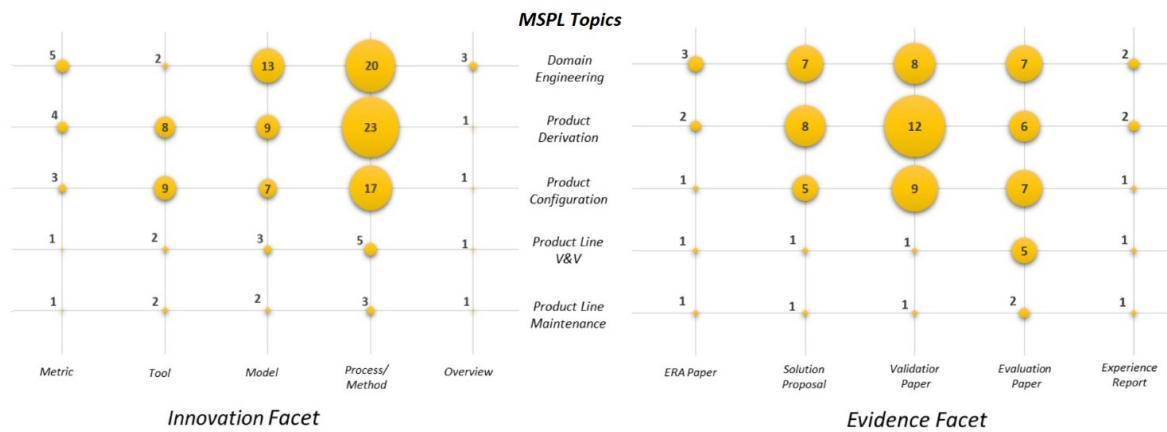 MSPL Topics
5 2 13 20 3 Domain Engineering 3 7 8 7 2
4 8 9 23 1 Product Derivation 2 8 12 6 2
3 9 7 17 1 Product Configuration 1 5 9 7 1
1 2 3 5 1 Product Line V&V 1 1 1 5 1
1 2 2 3 1 Product Line Maintenance 1 1 1 2 1
Metric Tool Model Process/ Method Overview ERA Paper Solution Proposal Validatior Paper Evaluation Paper Experience Report
Innovation Facet Evidence Facet